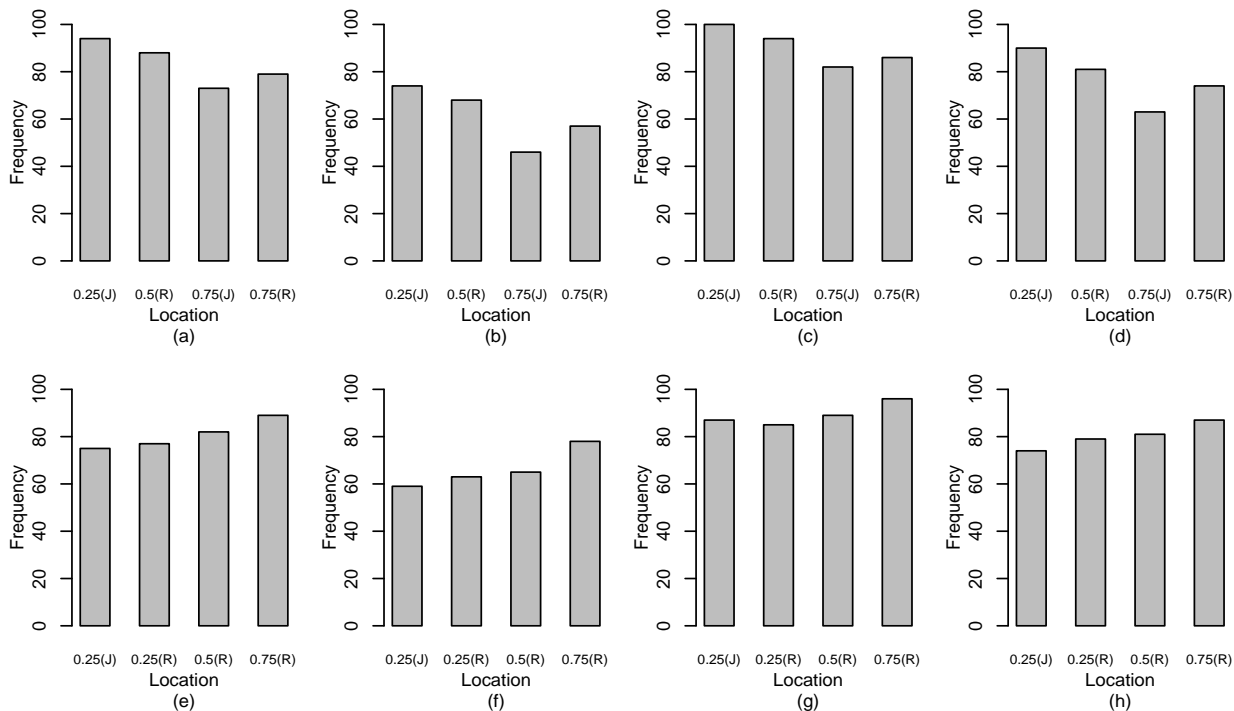 Frequency
0 20 40 60 80 100
0.25(J) 0.5(R) 0.75(J) 0.75(R)
Location
(a)
Frequency
0 20 40 60 80 100
0.25(J) 0.5(R) 0.75(J) 0.75(R)
Location
(b)
Frequency
0 20 40 60 80 100
0.25(J) 0.5(R) 0.75(J) 0.75(R)
Location
(c)
Frequency
0 20 40 60 80 100
0.25(J) 0.5(R) 0.75(J) 0.75(R)
Location
(d)
Frequency
0 20 40 60 80 100
0.25(J) 0.25(R) 0.5(R) 0.75(R)
Location
(e)
Frequency
0 20 40 60 80 100
0.25(J) 0.25(R) 0.5(R) 0.75(R)
Location
(f)
Frequency
0 20 40 60 80 100
0.25(J) 0.25(R) 0.5(R) 0.75(R)
Location
(g)
Frequency
0 20 40 60 80 100
0.25(J) 0.25(R) 0.5(R) 0.75(R)
Location
(h)